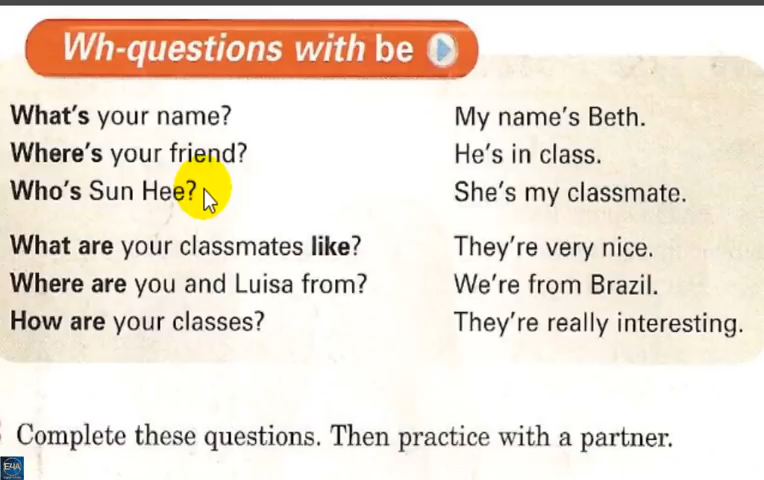 Wh-questions with be
What's your name? My name's Beth.
Where's your friend? He's in class.
Who's Sun Hee? She's my classmate.
What are your classmates like? They're very nice.
Where are you and Luisa from? We're from Brazil.
How are your classes? They're really interesting.
Complete these questions. Then practice with a partner.
E4A